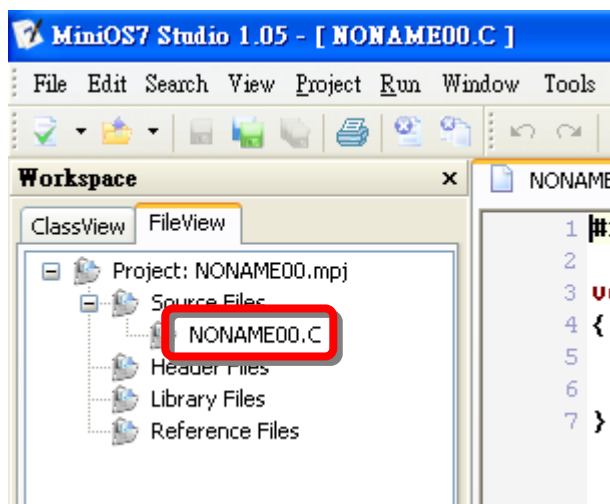 MiniOS7 Studio 1.05 - [ NONAME00.C ]
File Edit Search View Project Run Window Tools
Workspace x
NONAME
ClassView FileView
Project: NONAME00.mpj
Source Files
NONAME00.C
Header Files
Library Files
Reference Files
1 #
2
3
4 {
5
6
7 }